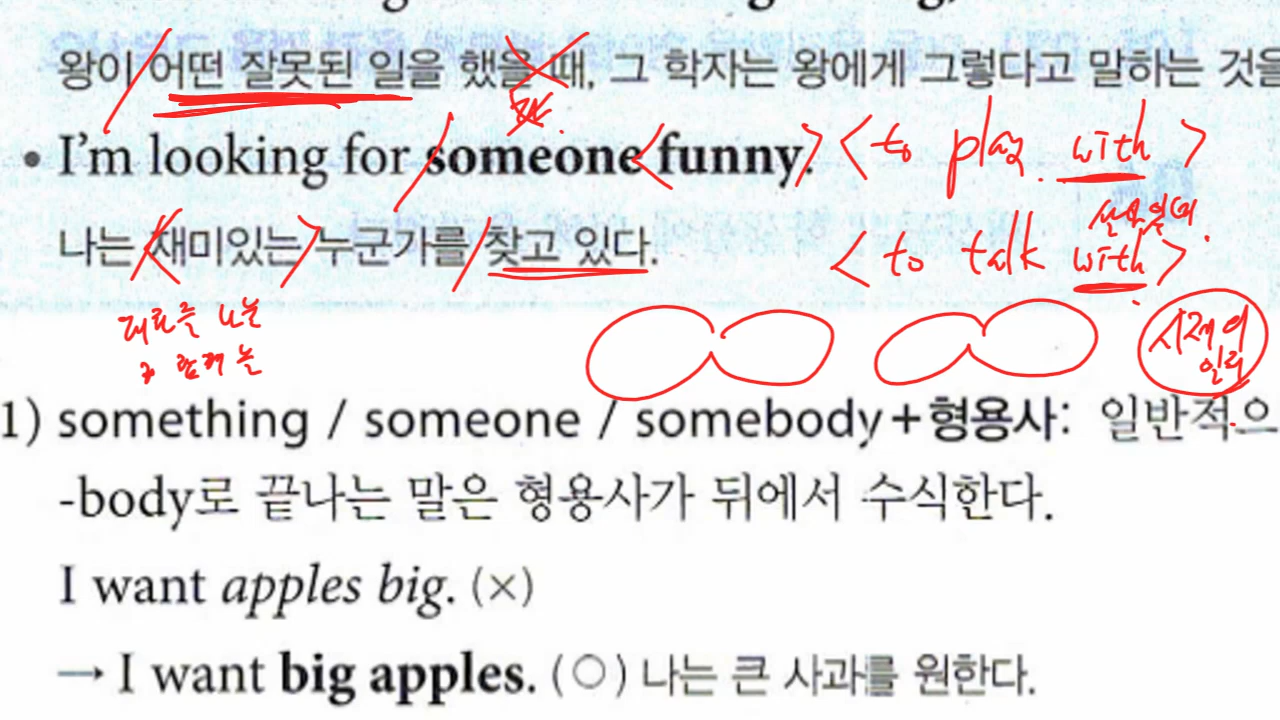 왕이 어떤 잘못된 일을 했을 때, 그 학자는 왕에게 그렇다고 말하는 것을
• I'm looking for someone funny. < to play with >
나는 재미있는 누군가를 찾고 있다. < to talk with >
1) something / someone / somebody+형용사: 일반적으
-body로 끝나는 말은 형용사가 뒤에서 수식한다.
I want apples big. (×)
→ I want big apples. (○) 나는 큰 사과를 원한다.